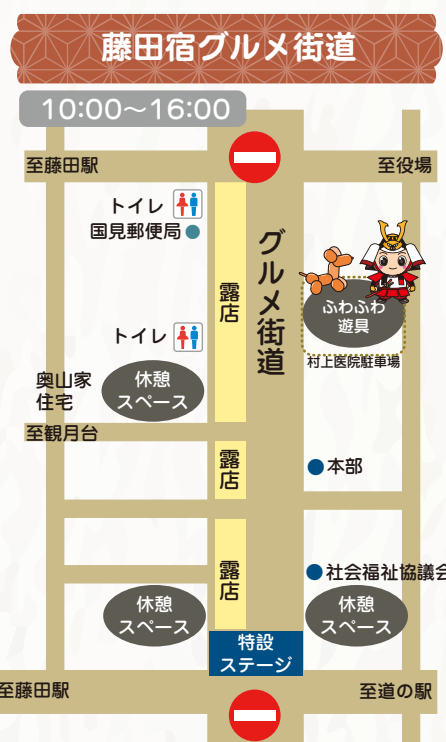 藤田宿グルメ街道
10:00〜16:00
至藤田駅
至役場
トイレ
国見郵便局
グルメ街道
露店
ふわふわ
遊具
村上医院駐車場
トイレ
奥山家
住宅
休憩
スペース
至観月台
露店
本部
露店
社会福祉協議会
休憩
スペース
休憩
スペース
特設
ステージ
至藤田駅
至道の駅